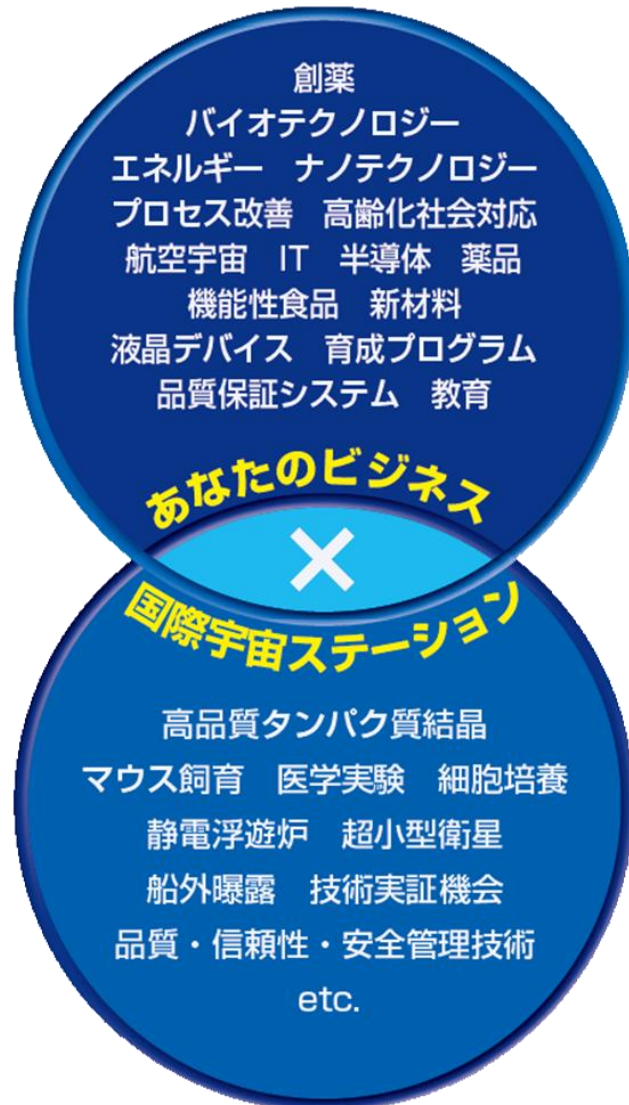 創薬
バイオテクノロジー
エネルギー ナノテクノロジー
プロセス改善 高齢化社会対応
航空宇宙 IT 半導体 薬品
機能性食品 新材料
液晶デバイス 育成プログラム
品質保証システム 教育
あなたのビジネス
×
国際宇宙ステーション
高品質タンパク質結晶
マウス飼育 医学実験 細胞培養
静電浮遊炉 超小型衛星
船外曝露 技術実証機会
品質・信頼性・安全管理技術
etc.